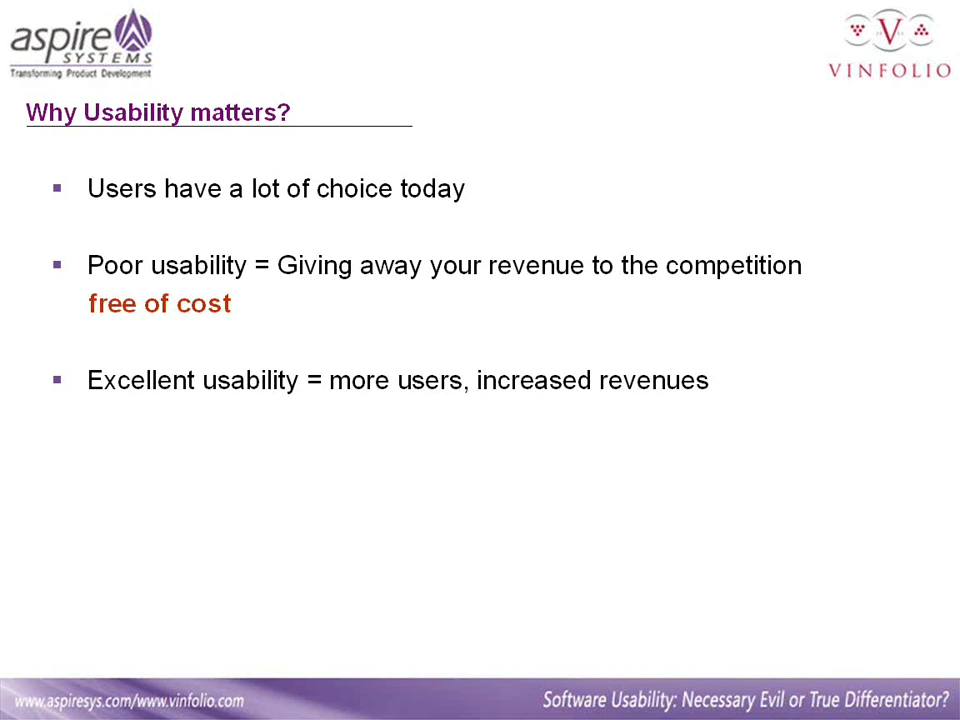 aspire
SYSTEMS
Transforming Product Development
V
VINFOLIO
Why Usability matters?
Users have a lot of choice today
Poor usability = Giving away your revenue to the competition
free of cost
Excellent usability = more users, increased revenues
www.aspiresys.com/www.vinfolio.com
Software Usability: Necessary Evil or True Differentiator?